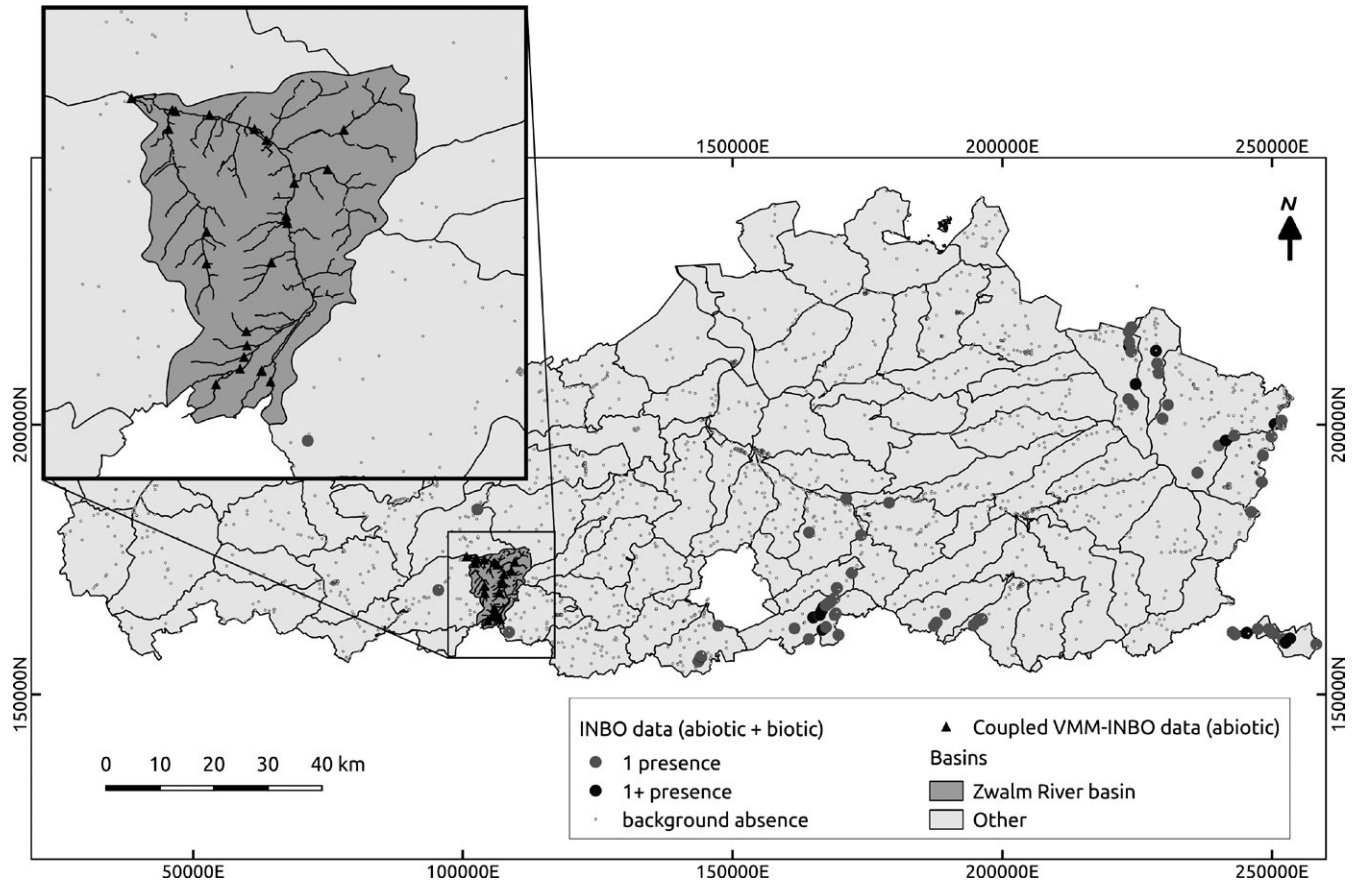 150000E 200000E 250000E
N
200000N 200000N
150000N 150000N
INBO data (abiotic + biotic)
1 presence
1+ presence
background absence
Coupled VMM-INBO data (abiotic)
Basins
Zwalm River basin
Other
0 10 20 30 40 km
50000E 100000E 150000E 200000E 250000E